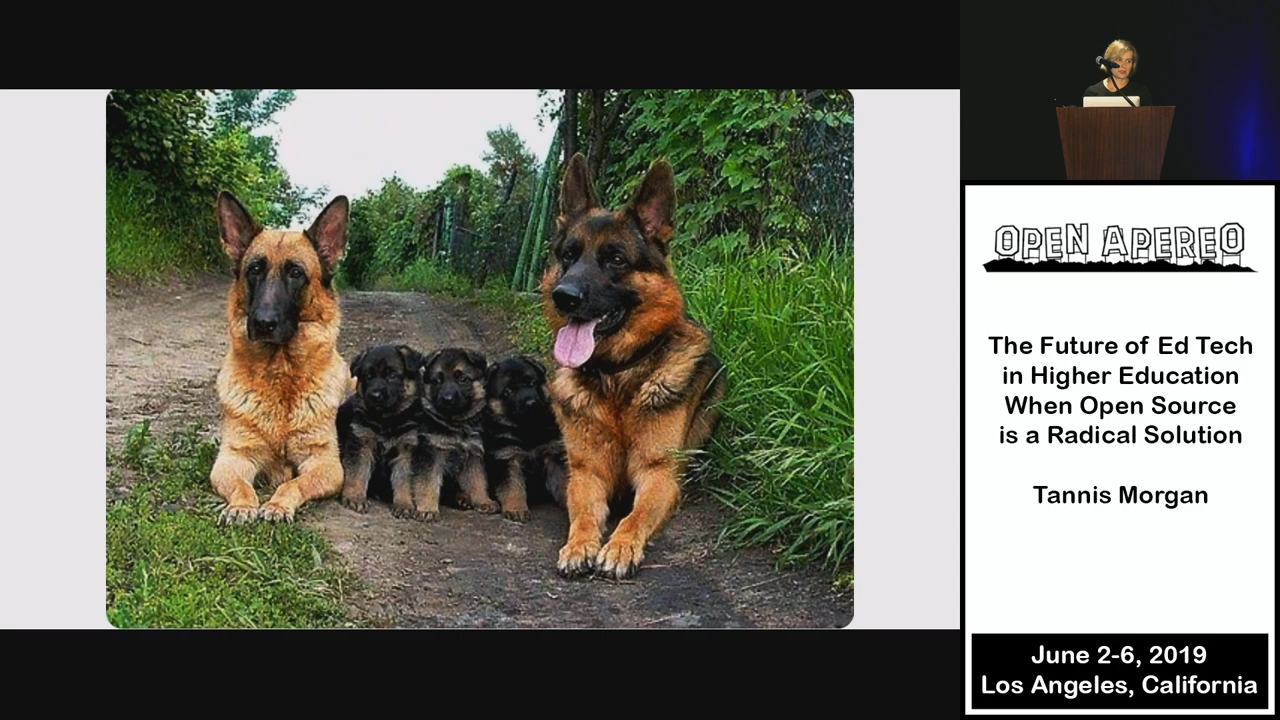 OPEN APEREO
The Future of Ed Tech
in Higher Education
When Open Source
is a Radical Solution
Tannis Morgan
June 2-6, 2019
Los Angeles, California